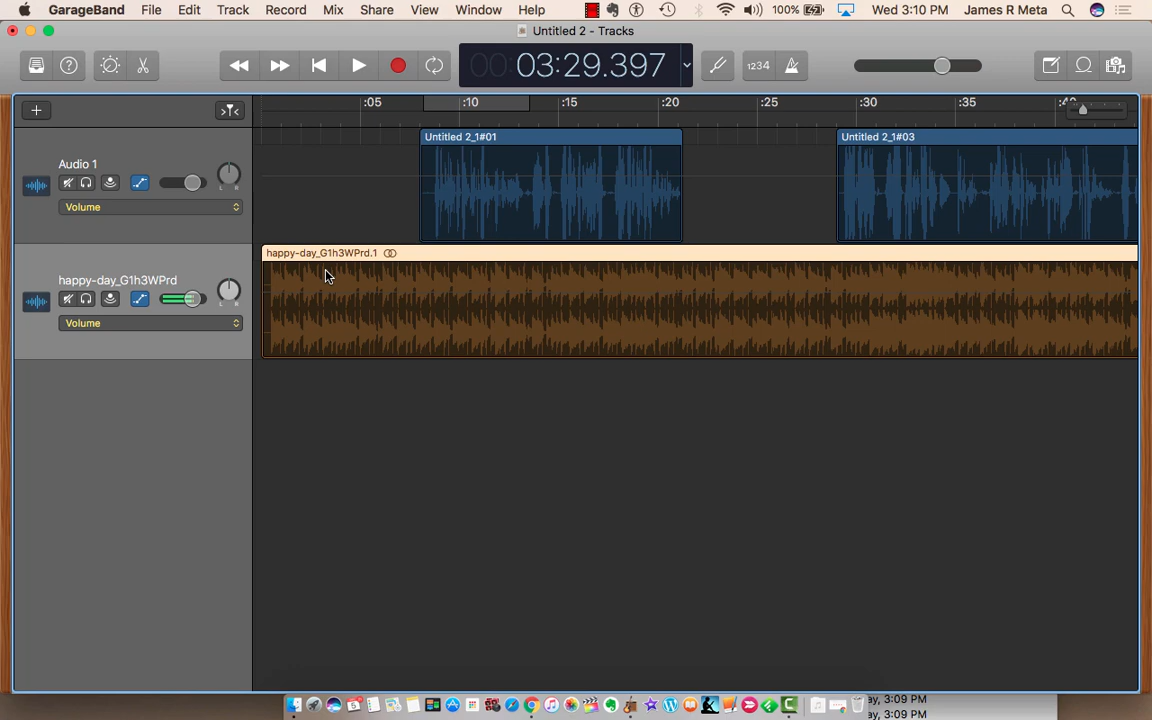 GarageBand File Edit Track Record Mix Share View Window Help 100% Wed 3:10 PM James R Meta
Untitled 2 - Tracks
00:03:29.397 1234
:05 :10 :15 :20 :25 :30 :35
Untitled 2_1#01 Untitled 2_1#03
Audio 1
L R
Volume
happy-day_G1h3WPrd.1
happy-day_G1h3WPrd
L R
Volume
ay, 3:09 PM
ay, 3:09 PM